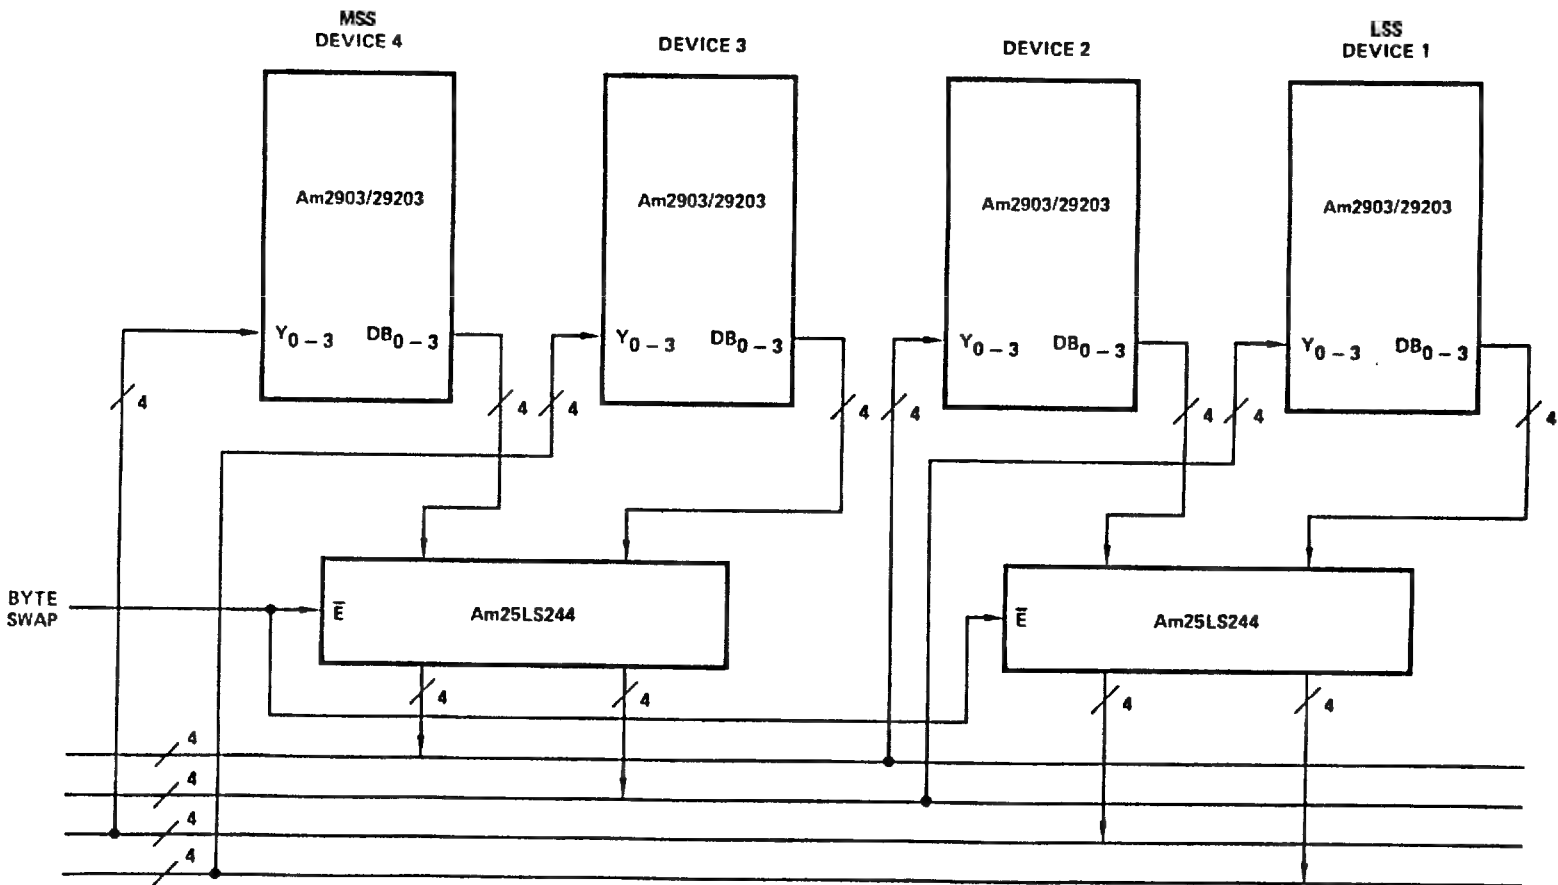 MSS
DEVICE 4
DEVICE 3
DEVICE 2
LSS
DEVICE 1
Am2903/29203
Am2903/29203
Am2903/29203
Am2903/29203
Y0 – 3 DB0 – 3
Y0 – 3 DB0 – 3
Y0 – 3 DB0 – 3
Y0 – 3 DB0 – 3
4
4
4
4
4
4
4
4
BYTE
SWAP
E̅
Am25LS244
E̅
Am25LS244
4
4
4
4
4
4
4
4